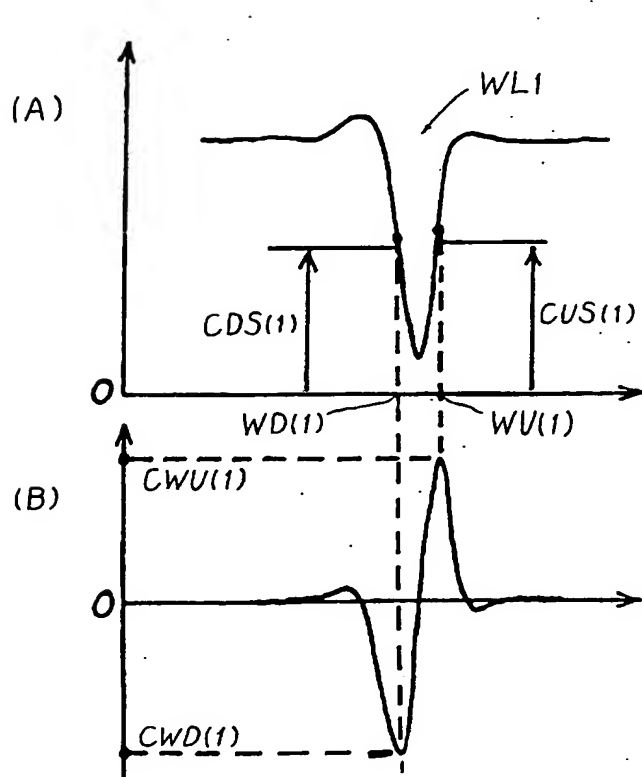 (A)
WL1
CDS(1)
CUS(1)
O
WD(1)
WU(1)
(B)
CWU(1)
O
CWD(1)